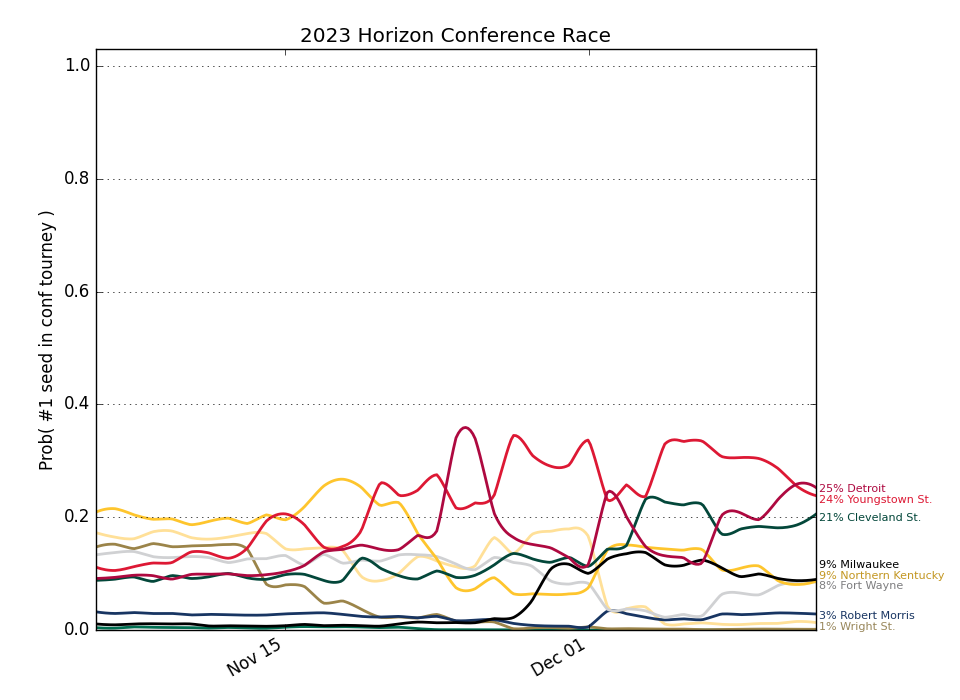 2023 Horizon Conference Race
Prob( #1 seed in conf tourney )
1.0
0.8
0.6
0.4
0.2
0.0
Nov 15
Dec 01
25% Detroit
24% Youngstown St.
21% Cleveland St.
9% Milwaukee
9% Northern Kentucky
8% Fort Wayne
3% Robert Morris
1% Wright St.